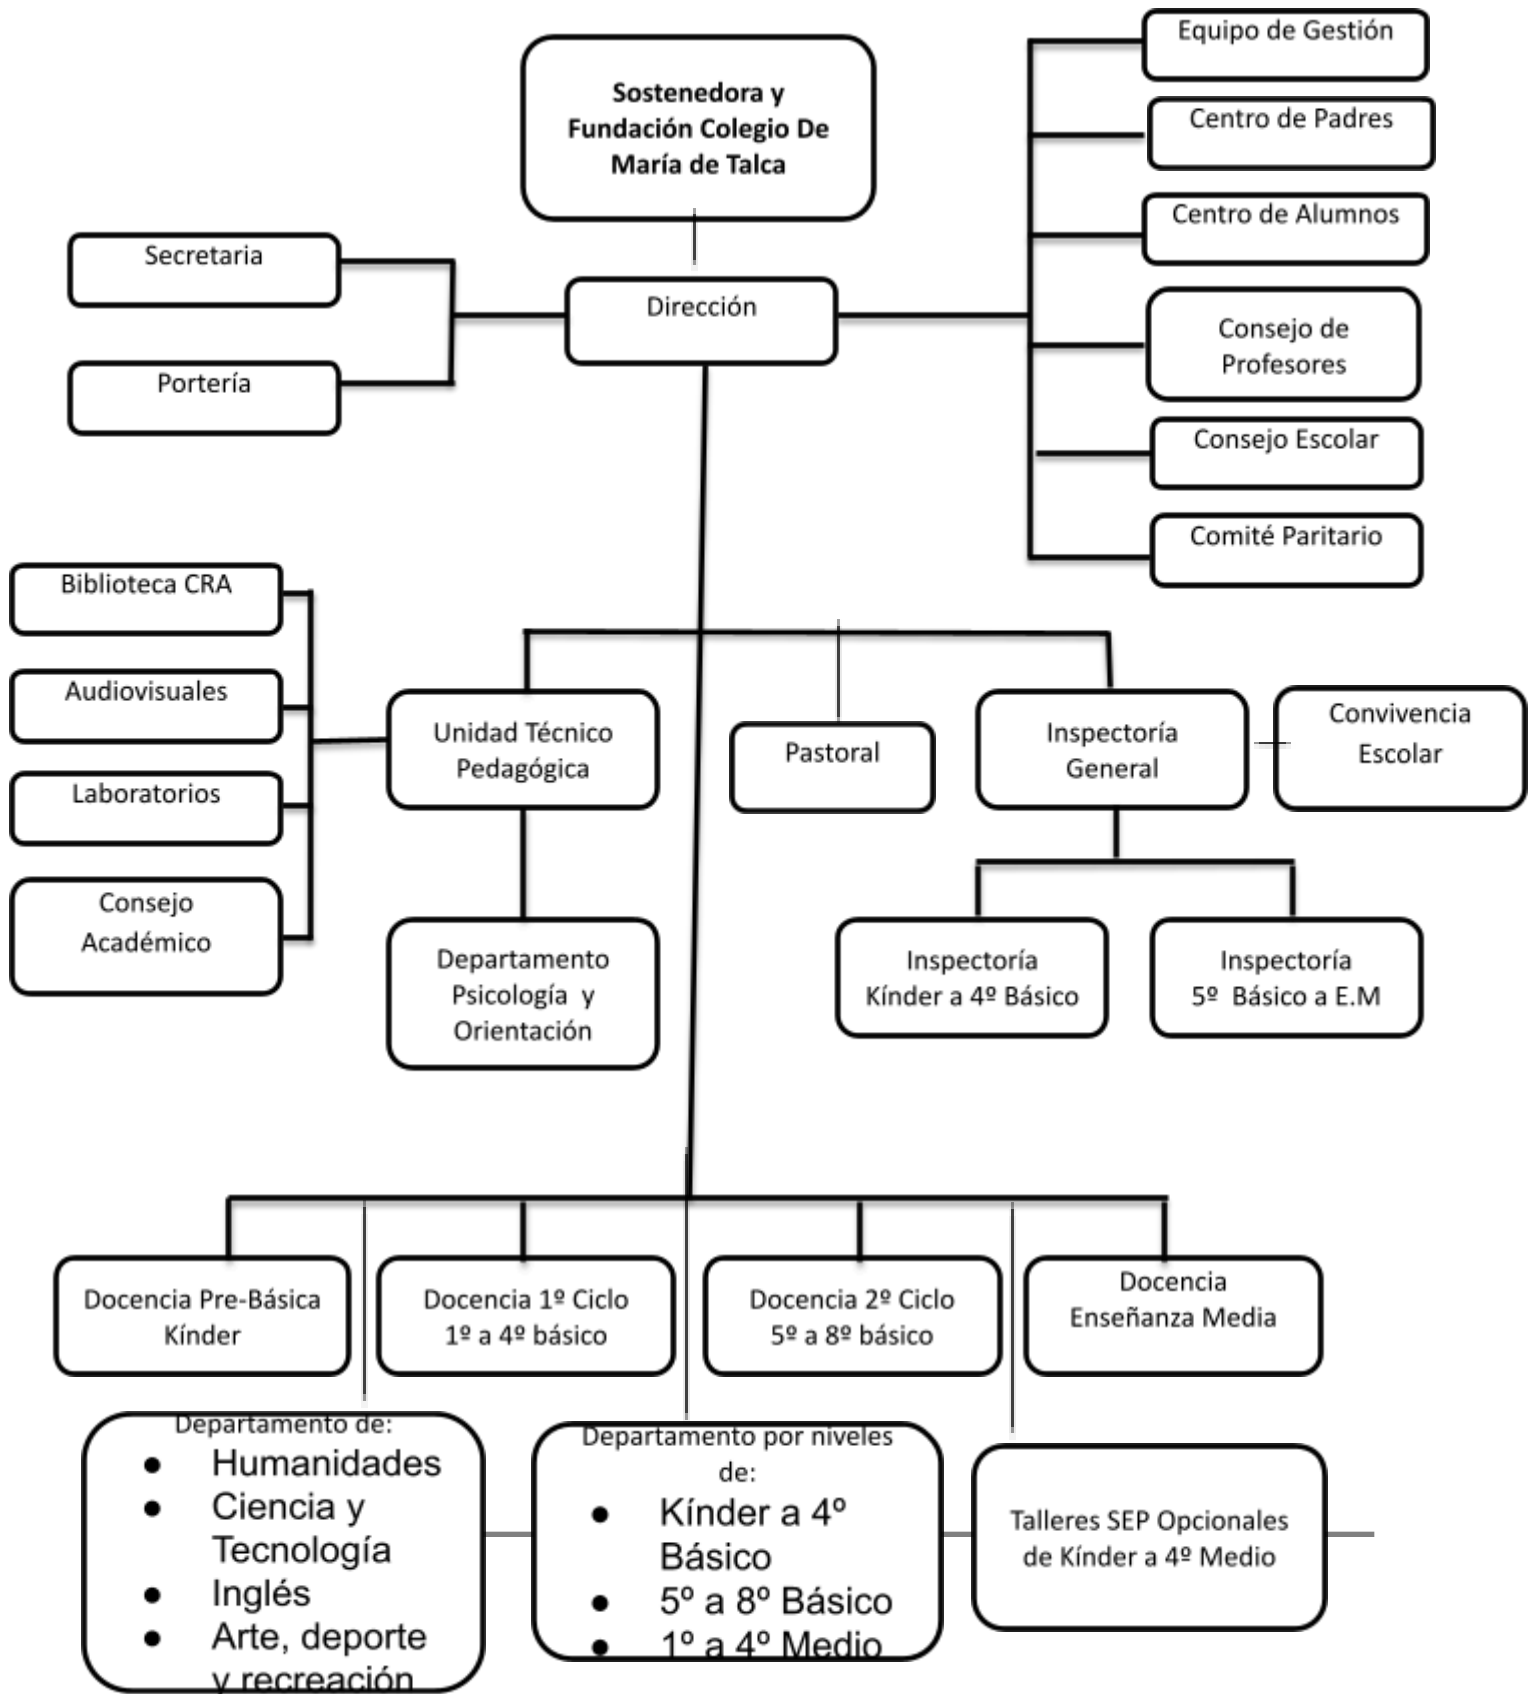 Equipo de Gestión
Sostenedora y
Fundación Colegio De
María de Talca
Centro de Padres
Centro de Alumnos
Secretaria
Dirección
Consejo de
Profesores
Portería
Consejo Escolar
Comité Paritario
Biblioteca CRA
Audiovisuales
Laboratorios
Consejo
Académico
Unidad Técnico
Pedagógica
Pastoral
Inspectoría
General
Convivencia
Escolar
Departamento
Psicología y
Orientación
Inspectoría
Kínder a 4º Básico
Inspectoría
5º Básico a E.M
Docencia Pre-Básica
Kínder
Docencia 1º Ciclo
1º a 4º básico
Docencia 2º Ciclo
5º a 8º básico
Docencia
Enseñanza Media
Departamento de:
● Humanidades
● Ciencia y
Tecnología
● Inglés
● Arte, deporte
y recreación
Departamento por niveles
de:
● Kínder a 4º
Básico
● 5º a 8º Básico
● 1º a 4º Medio
Talleres SEP Opcionales
de Kínder a 4º Medio